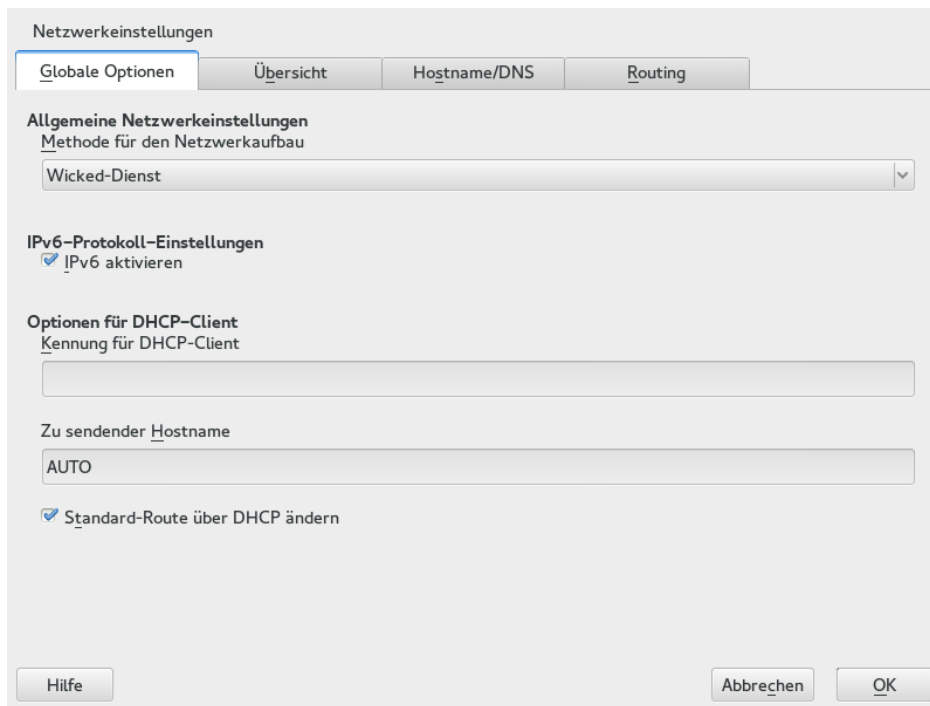 Netzwerkeinstellungen
Globale Optionen
Übersicht
Hostname/DNS
Routing
Allgemeine Netzwerkeinstellungen
Methode für den Netzwerkaufbau
Wicked-Dienst
IPv6-Protokoll-Einstellungen
IPv6 aktivieren
Optionen für DHCP-Client
Kennung für DHCP-Client
Zu sendender Hostname
AUTO
Standard-Route über DHCP ändern
Hilfe
Abbrechen
OK